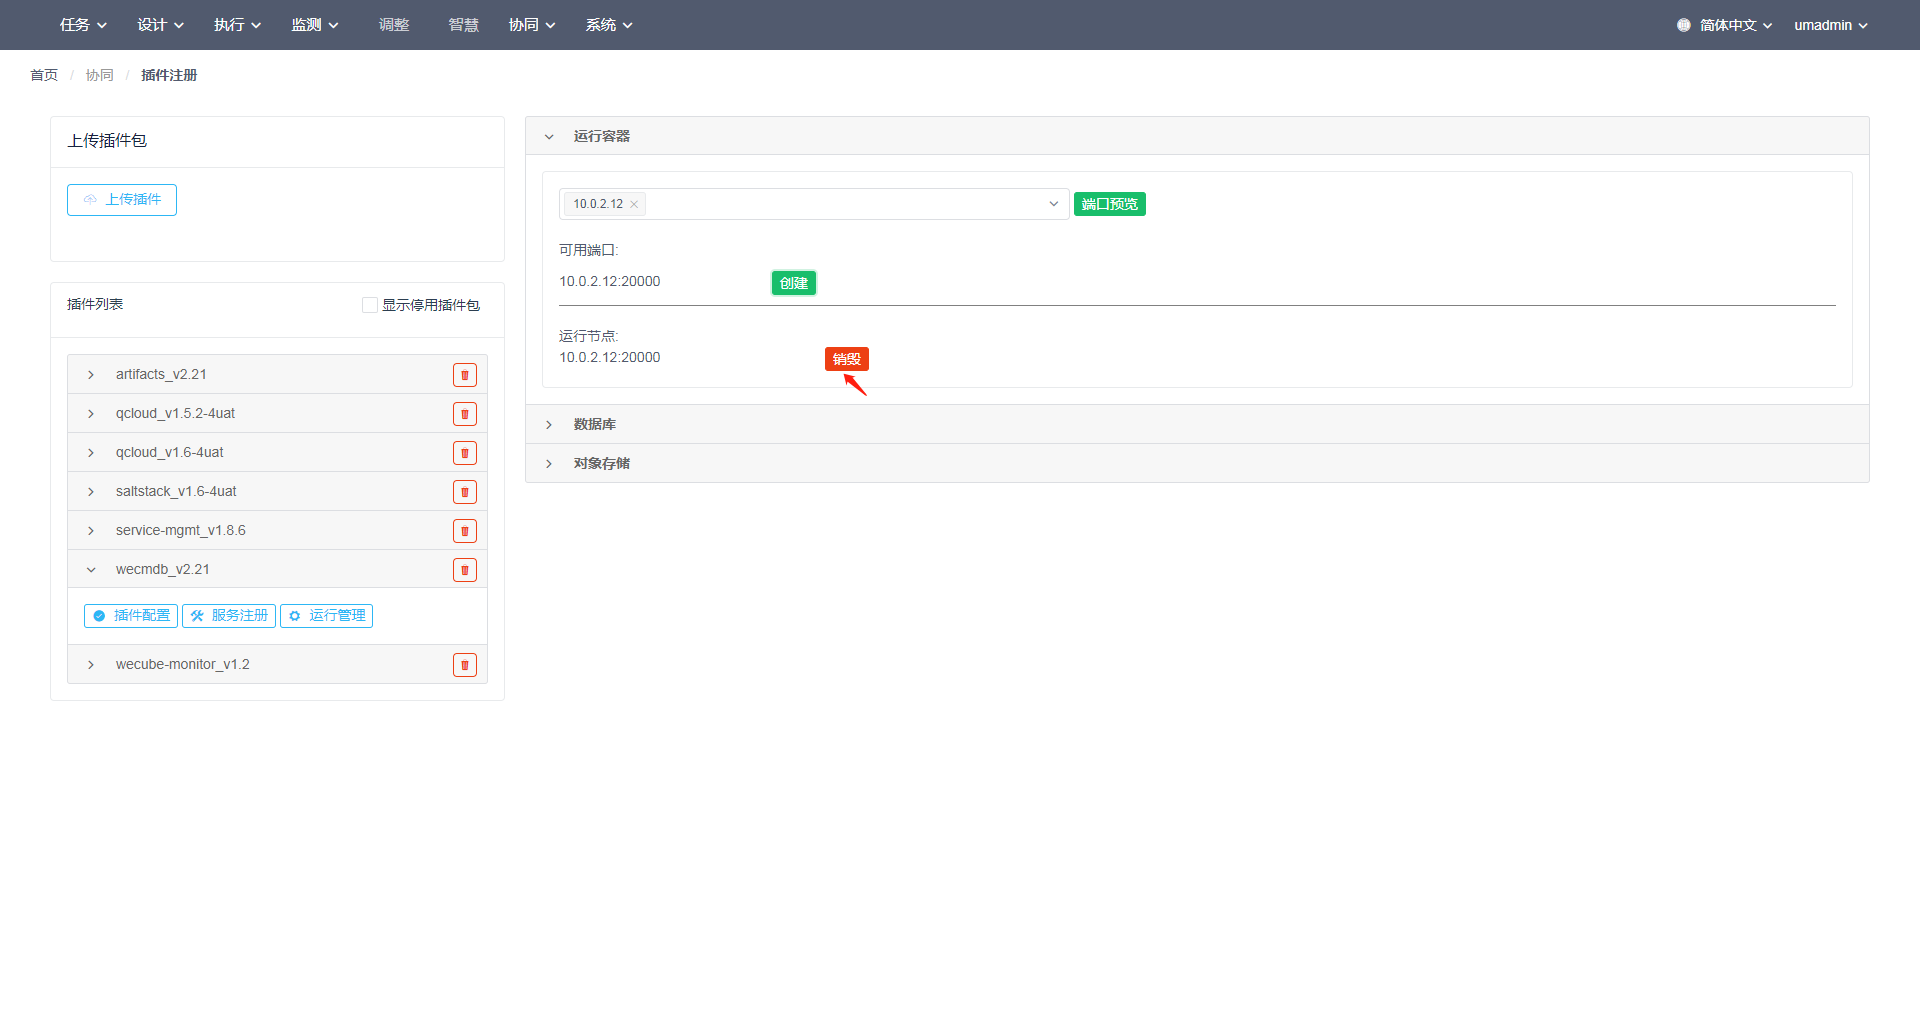 任务 设计 执行 监测 调整 智慧 协同 系统 简体中文 umadmin
首页 / 协同 / 插件注册
上传插件包
上传插件
插件列表 显示停用插件包
artifacts_v2.21
qcloud_v1.5.2-4uat
qcloud_v1.6-4uat
saltstack_v1.6-4uat
service-mgmt_v1.8.6
wecmdb_v2.21
插件配置 服务注册 运行管理
wecube-monitor_v1.2
运行容器
10.0.2.12 端口预览
可用端口:
10.0.2.12:20000 创建
运行节点:
10.0.2.12:20000 销毁
数据库
对象存储